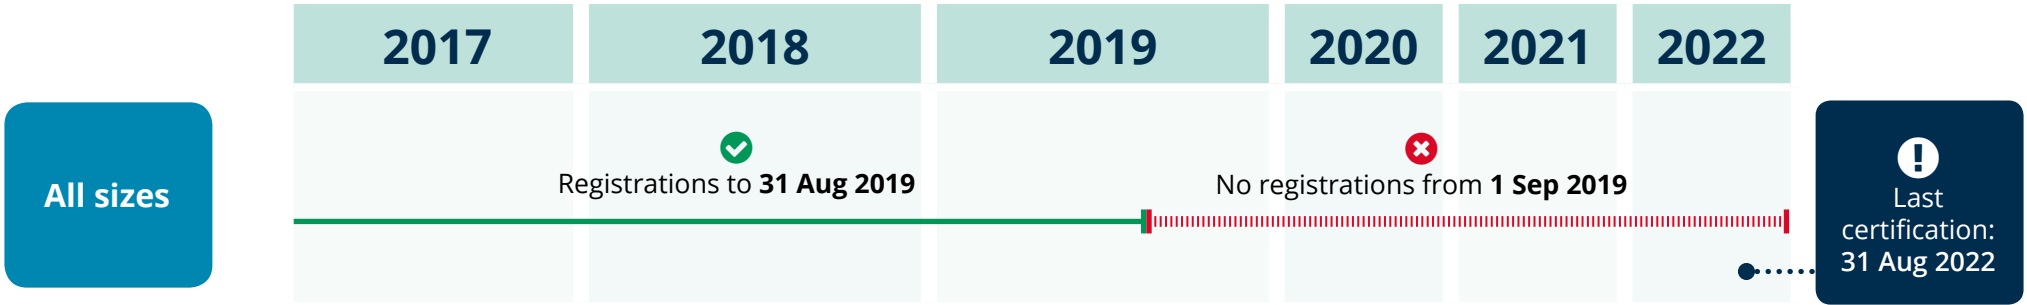 2017 2018 2019 2020 2021 2022
All sizes
Registrations to 31 Aug 2019
No registrations from 1 Sep 2019
Last
certification:
31 Aug 2022